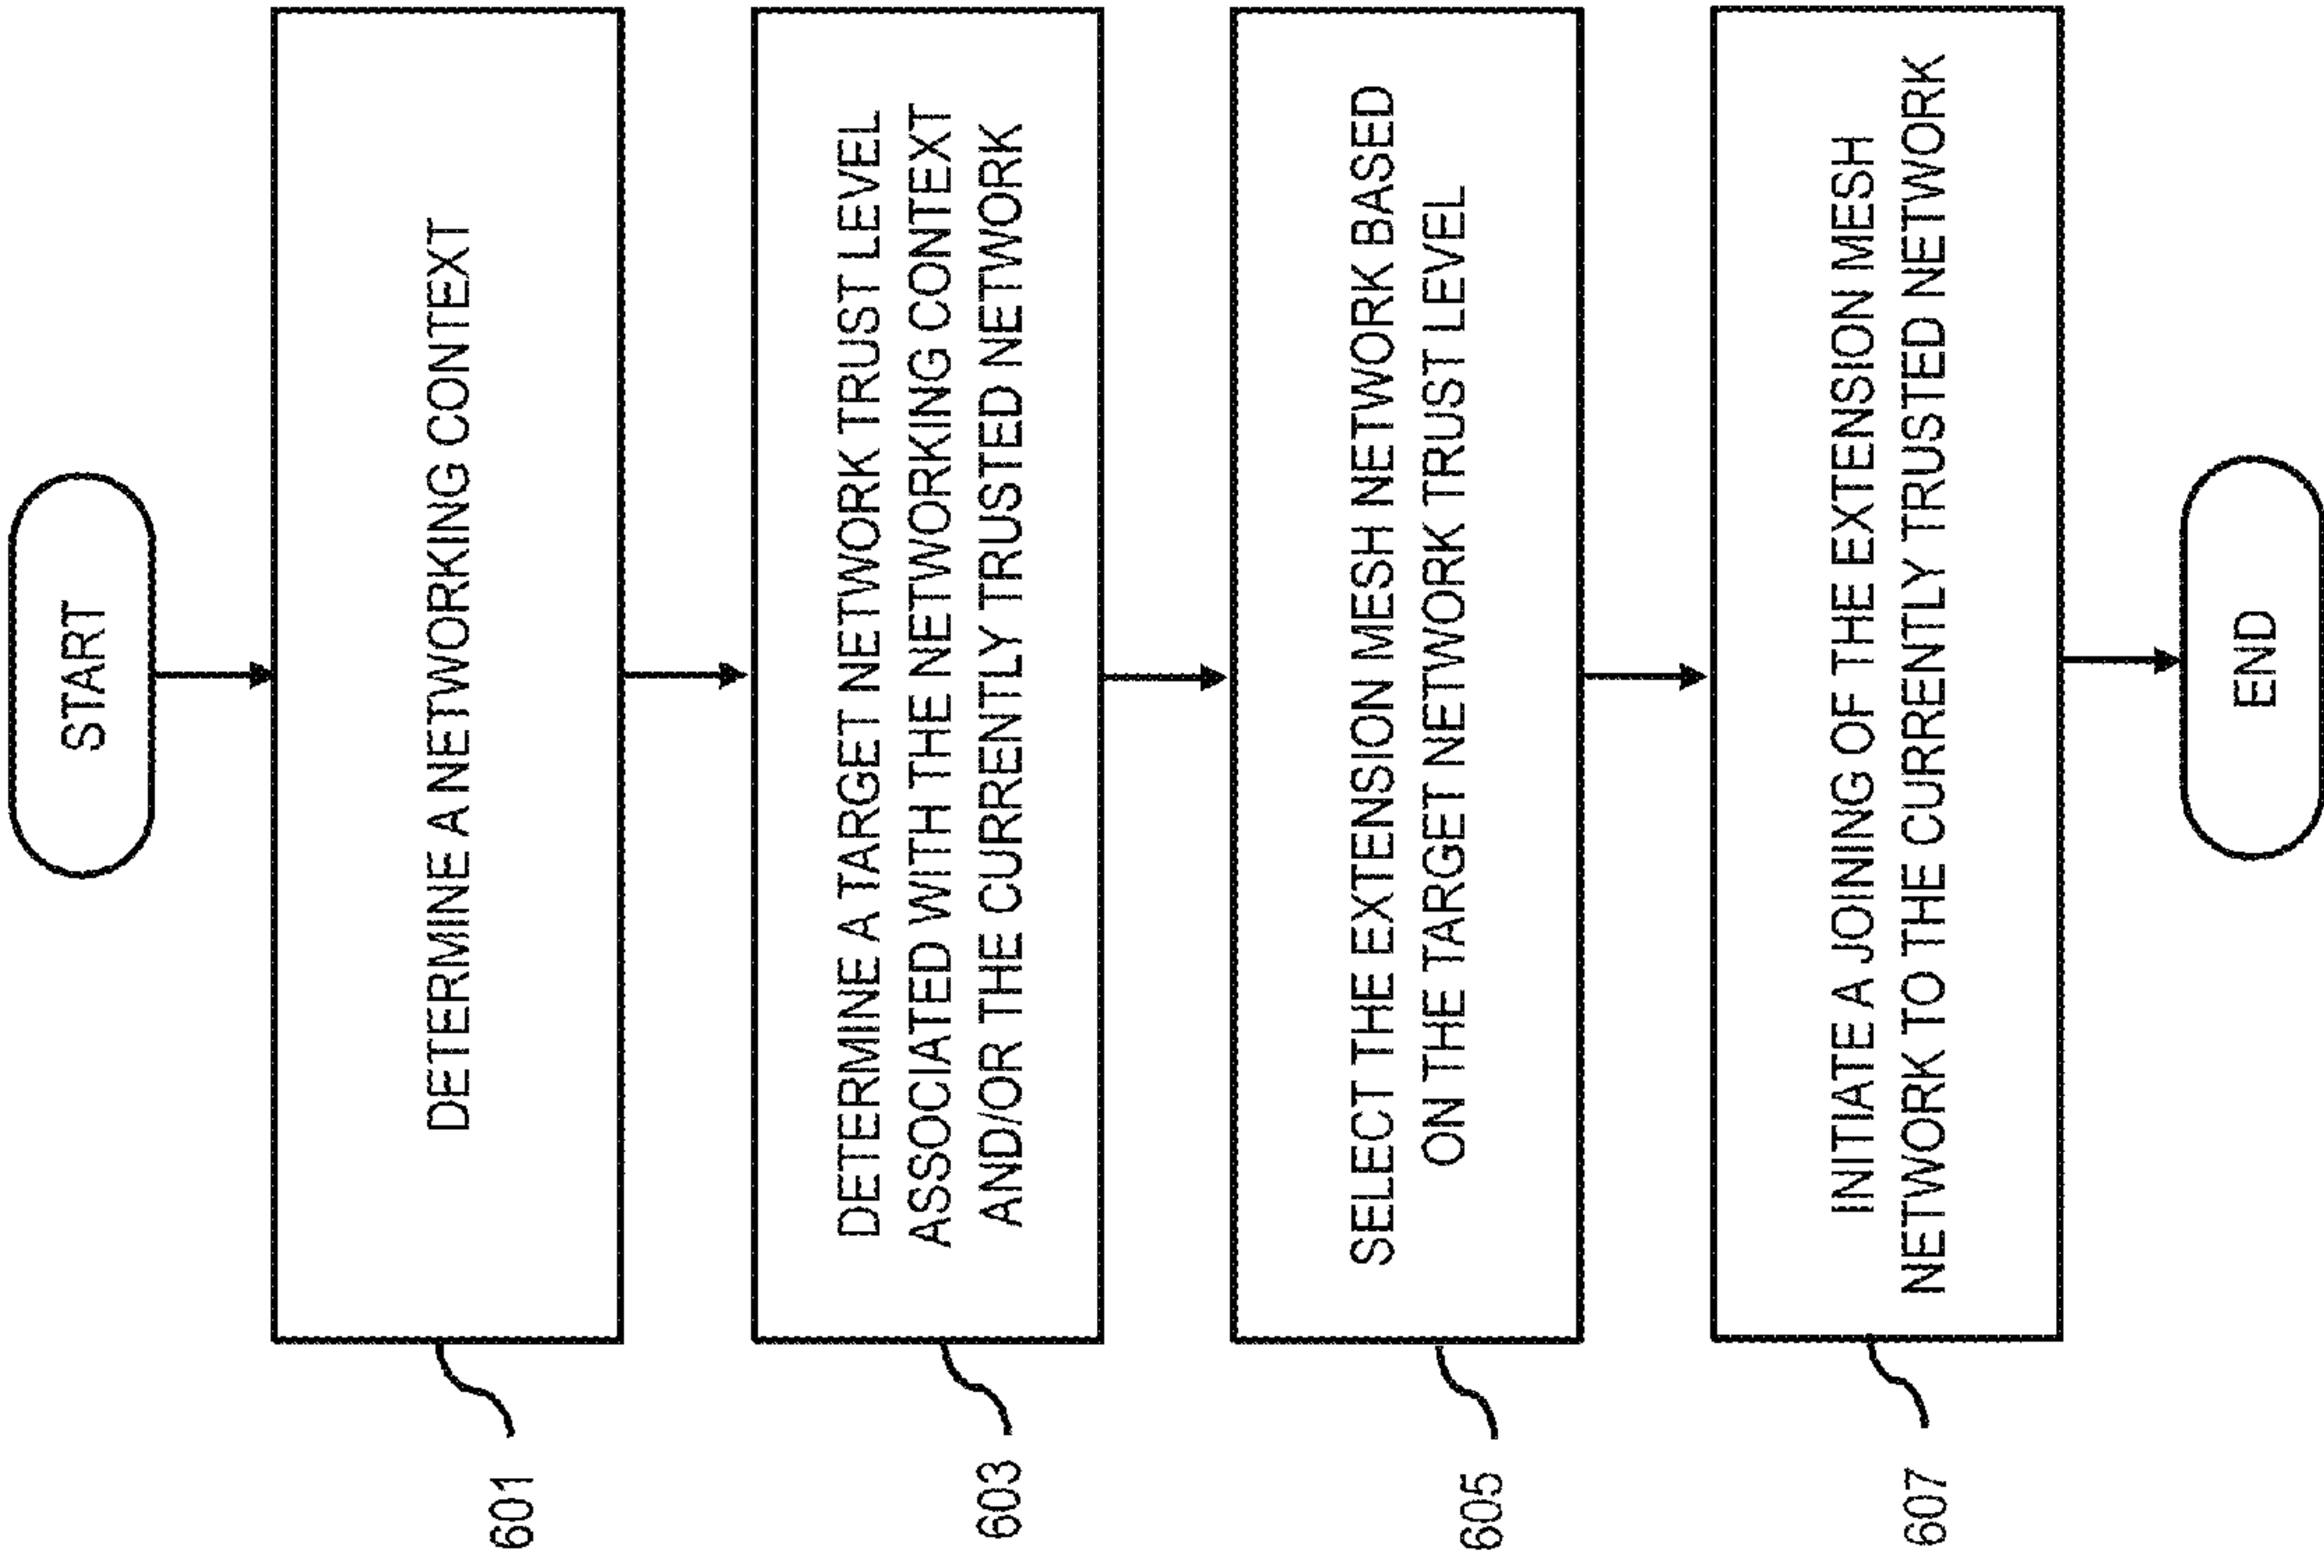 START
DETERMINE A NETWORKING CONTEXT
601
DETERMINE A TARGET NETWORK TRUST LEVEL
ASSOCIATED WITH THE NETWORKING CONTEXT
AND/OR THE CURRENTLY TRUSTED NETWORK
603
SELECT THE EXTENSION MESH NETWORK BASED
ON THE TARGET NETWORK TRUST LEVEL
605
INITIATE A JOINING OF THE EXTENSION MESH
NETWORK TO THE CURRENTLY TRUSTED NETWORK
607
END